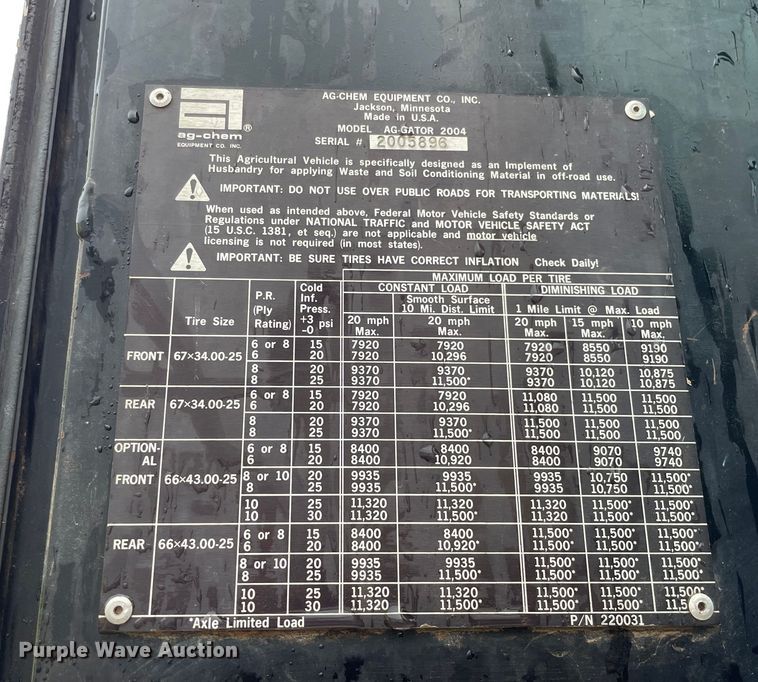 ag-chem®
EQUIPMENT CO. INC.
AG-CHEM EQUIPMENT CO., INC.
Jackson, Minnesota
Made in U.S.A.
MODEL AG-GATOR 2004
SERIAL # 2005896
This Agricultural Vehicle is specifically designed as an Implement of
Husbandry for applying Waste and Soil Conditioning Material in off-road use.
IMPORTANT: DO NOT USE OVER PUBLIC ROADS FOR TRANSPORTING MATERIALS!
When used as intended above, Federal Motor Vehicle Safety Standards or
Regulations under NATIONAL TRAFFIC and MOTOR VEHICLE SAFETY ACT
(15 U.S.C. 1381, et seq.) are not applicable and motor vehicle
licensing is not required (in most states).
IMPORTANT: BE SURE TIRES HAVE CORRECT INFLATION Check Daily!
MAXIMUM LOAD PER TIRE
CONSTANT LOAD DIMINISHING LOAD
Tire Size P.R. (Ply Rating) Cold Inf. Press. +3 -0 psi
Smooth Surface
10 Mi. Dist. Limit 1 Mile Limit @ Max. Load
20 mph Max. 20 mph Max. 20 mph Max. 15 mph Max. 10 mph Max.
FRONT 67×34.00-25 6 or 8 15 7920 7920 7920 8550 9190
6 20 7920 10,296 7920 8550 9190
8 20 9370 9370 9370 10,120 10,875
8 25 9370 11,500* 9370 10,120 10,875
REAR 67×34.00-25 6 or 8 15 7920 7920 11,080 11,500 11,500
6 20 7920 10,296 11,080 11,500 11,500
8 20 9370 9370 11,500 11,500 11,500
8 25 9370 11,500* 11,500 11,500 11,500
OPTIONAL FRONT 66×43.00-25 6 or 8 15 8400 8400 8400 9070 9740
6 20 8400 10,920 8400 9070 9740
8 or 10 20 9935 9935 9935 10,750 11,500*
8 25 9935 11,500* 9935 10,750 11,500*
10 25 11,320 11,320 11,320 11,500* 11,500*
10 30 11,320 11,500* 11,320 11,500* 11,500*
REAR 66×43.00-25 6 or 8 15 8400 8400 11,500* 11,500* 11,500*
6 20 8400 10,920* 11,500* 11,500* 11,500*
8 or 10 20 9935 9935 11,500* 11,500* 11,500*
8 25 9935 11,500* 11,500* 11,500* 11,500*
10 25 11,320 11,320 11,500* 11,500* 11,500*
10 30 11,320 11,500* 11,500* 11,500* 11,5
*Axle Limited Load P/N 220031
Purple Wave Auction